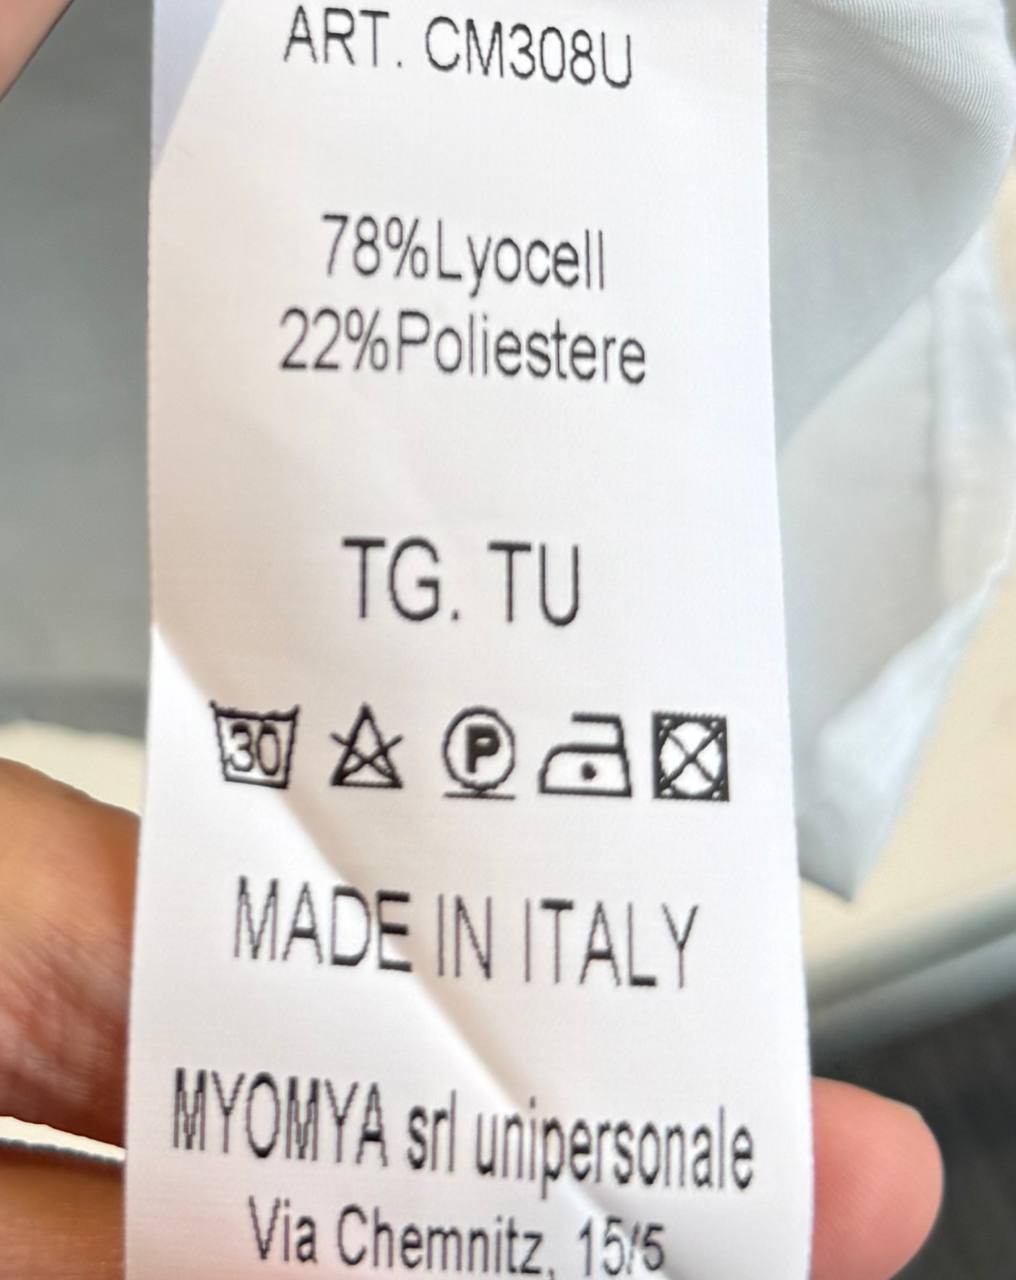 ART. CM308U
78%Lyocell
22%Poliestere
TG. TU
30 P
MADE IN ITALY
MYOMYA srl unipersonale
Via Chemnitz, 15/5